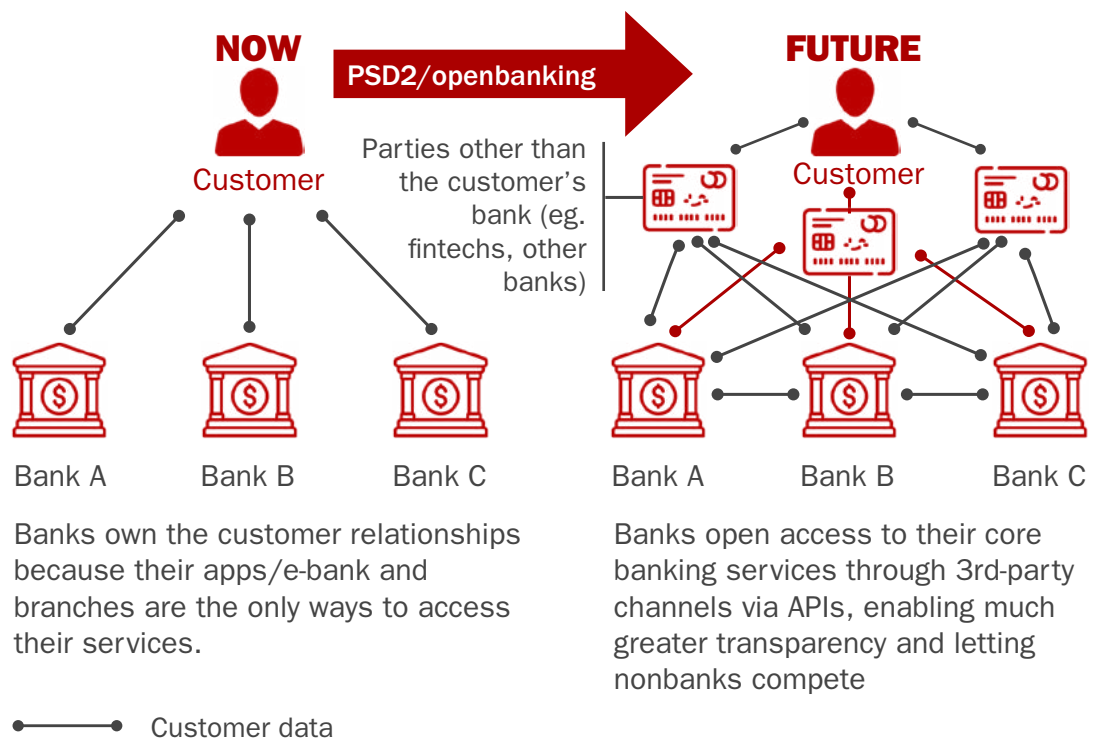 NOW
PSD2/openbanking
FUTURE
Customer
Parties other than
the customer's
bank (eg.
fintechs, other
banks)
Customer
$
$
$
$
$
$
Bank A
Bank B
Bank C
Bank A
Bank B
Bank C
Banks own the customer relationships
because their apps/e-bank and
branches are the only ways to access
their services.
Banks open access to their core
banking services through 3rd-party
channels via APIs, enabling much
greater transparency and letting
nonbanks compete
Customer data